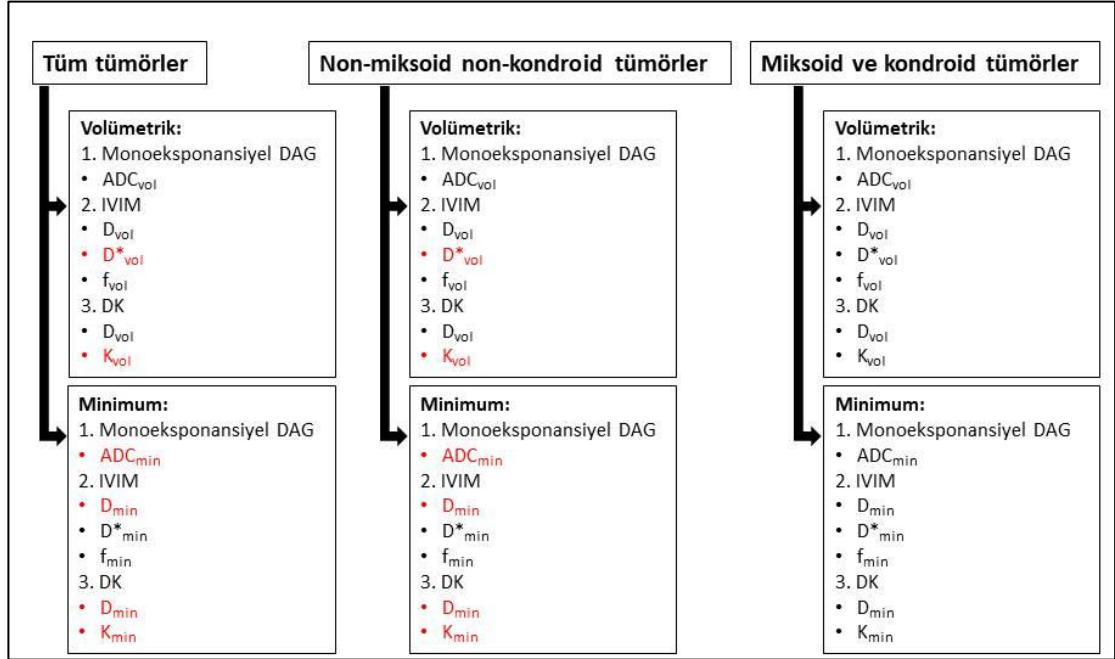 Tüm tümörler
Volümetrik:
1. Monoeksponansiyel DAG
• ADCvol
2. IVIM
• Dvol
• D*vol
• fvol
3. DK
• Dvol
• Kvol
Minimum:
1. Monoeksponansiyel DAG
• ADCmin
2. IVIM
• Dmin
• D*min
• fmin
3. DK
• Dmin
• Kmin
Non-miksoid non-kondroid tümörler
Volümetrik:
1. Monoeksponansiyel DAG
• ADCvol
2. IVIM
• Dvol
• D*vol
• fvol
3. DK
• Dvol
• Kvol
Minimum:
1. Monoeksponansiyel DAG
• ADCmin
2. IVIM
• Dmin
• D*min
• fmin
3. DK
• Dmin
• Kmin
Miksoid ve kondroid tümörler
Volümetrik:
1. Monoeksponansiyel DAG
• ADCvol
2. IVIM
• Dvol
• D*vol
• fvol
3. DK
• Dvol
• Kvol
Minimum:
1. Monoeksponansiyel DAG
• ADCmin
2. IVIM
• Dmin
• D*min
• fmin
3. DK
• Dmin
• Kmin